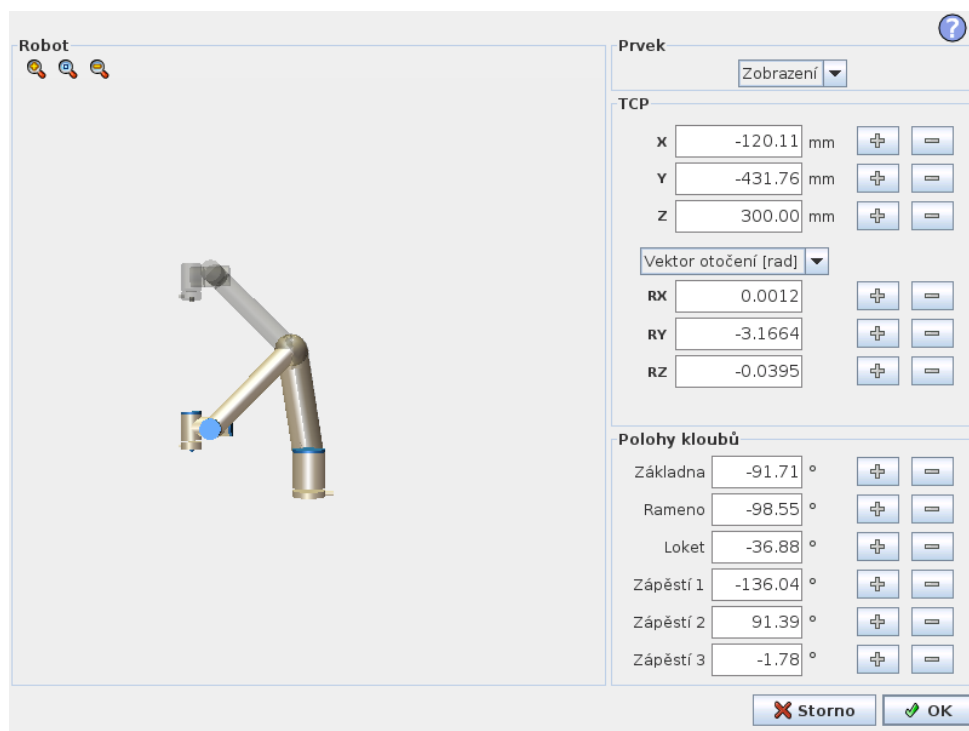 ?
Robot
Prvek
Zobrazení
TCP
X -120.11 mm
Y -431.76 mm
Z 300.00 mm
Vektor otočení [rad]
RX 0.0012
RY -3.1664
RZ -0.0395
Polohy kloubů
Základna -91.71 °
Rameno -98.55 °
Loket -36.88 °
Zápěstí 1 -136.04 °
Zápěstí 2 91.39 °
Zápěstí 3 -1.78 °
Storno OK